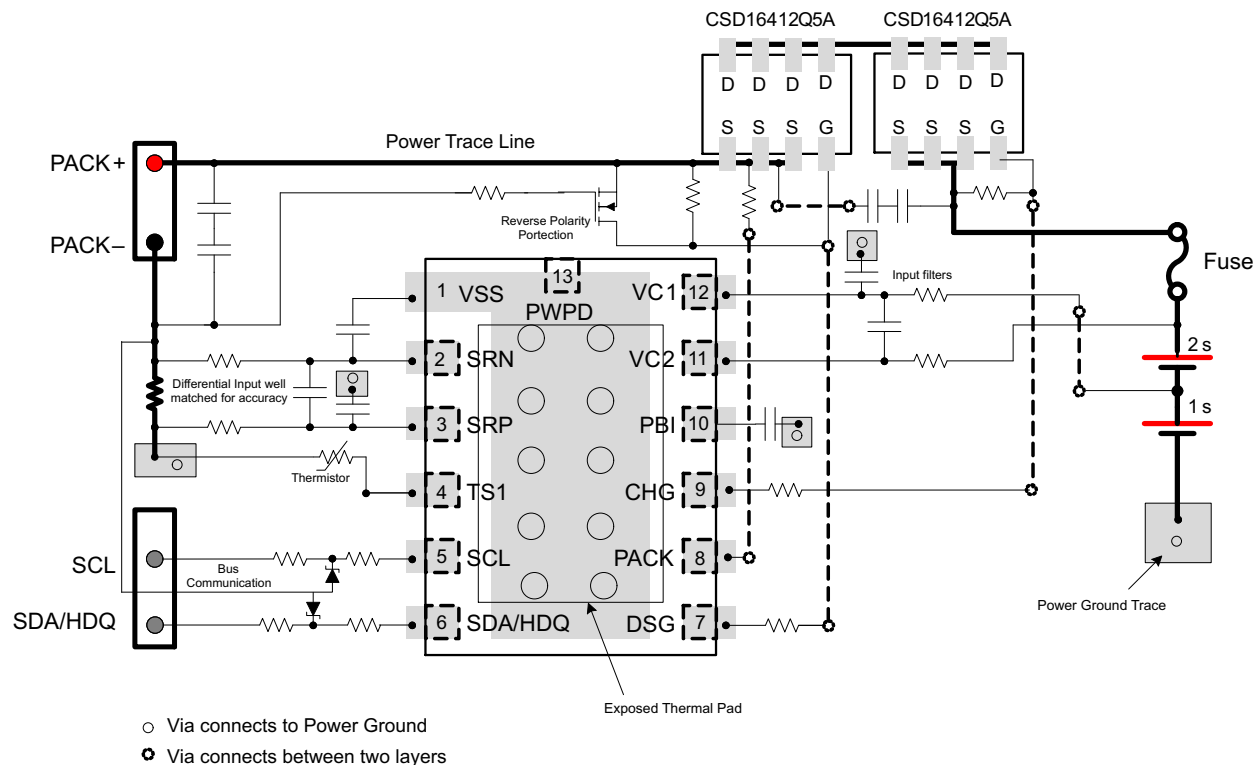 CSD16412Q5A CSD16412Q5A
D D D D D D D D
S S S G S S S G
Power Trace Line
PACK+
Reverse Polarity
Portection
PACK–
Fuse
Input filters
13
1 VSS VC1 12
PWPD
2 SRN VC2 11
2 s
Differential Input well
matched for accuracy
3 SRP PBI 10
1 s
Thermistor
4 TS1 CHG 9
SCL
Bus
Communication
5 SCL PACK 8
Power Ground Trace
SDA/HDQ
6 SDA/HDQ DSG 7
Exposed Thermal Pad
Via connects to Power Ground
Via connects between two layers